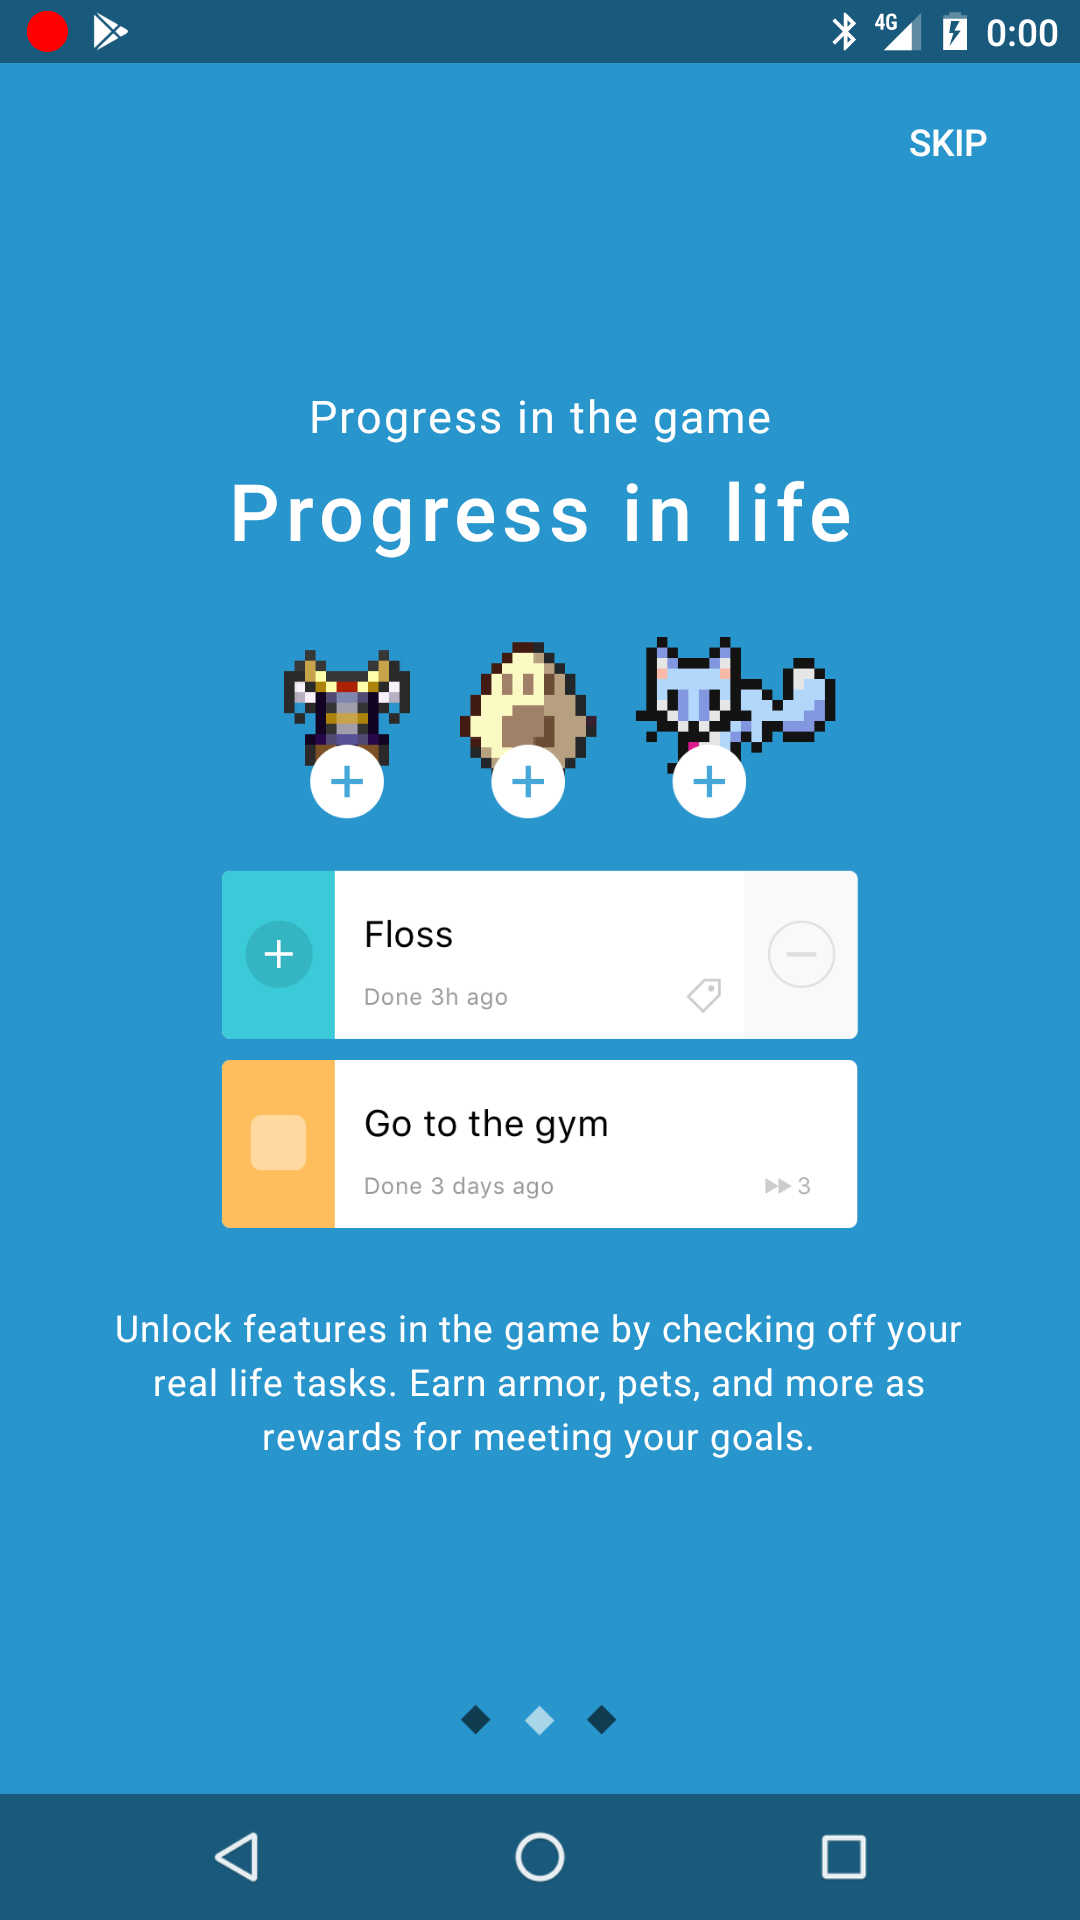 4G 0:00
SKIP
Progress in the game
Progress in life
Floss
Done 3h ago
Go to the gym
Done 3 days ago 3
Unlock features in the game by checking off your
real life tasks. Earn armor, pets, and more as
rewards for meeting your goals.